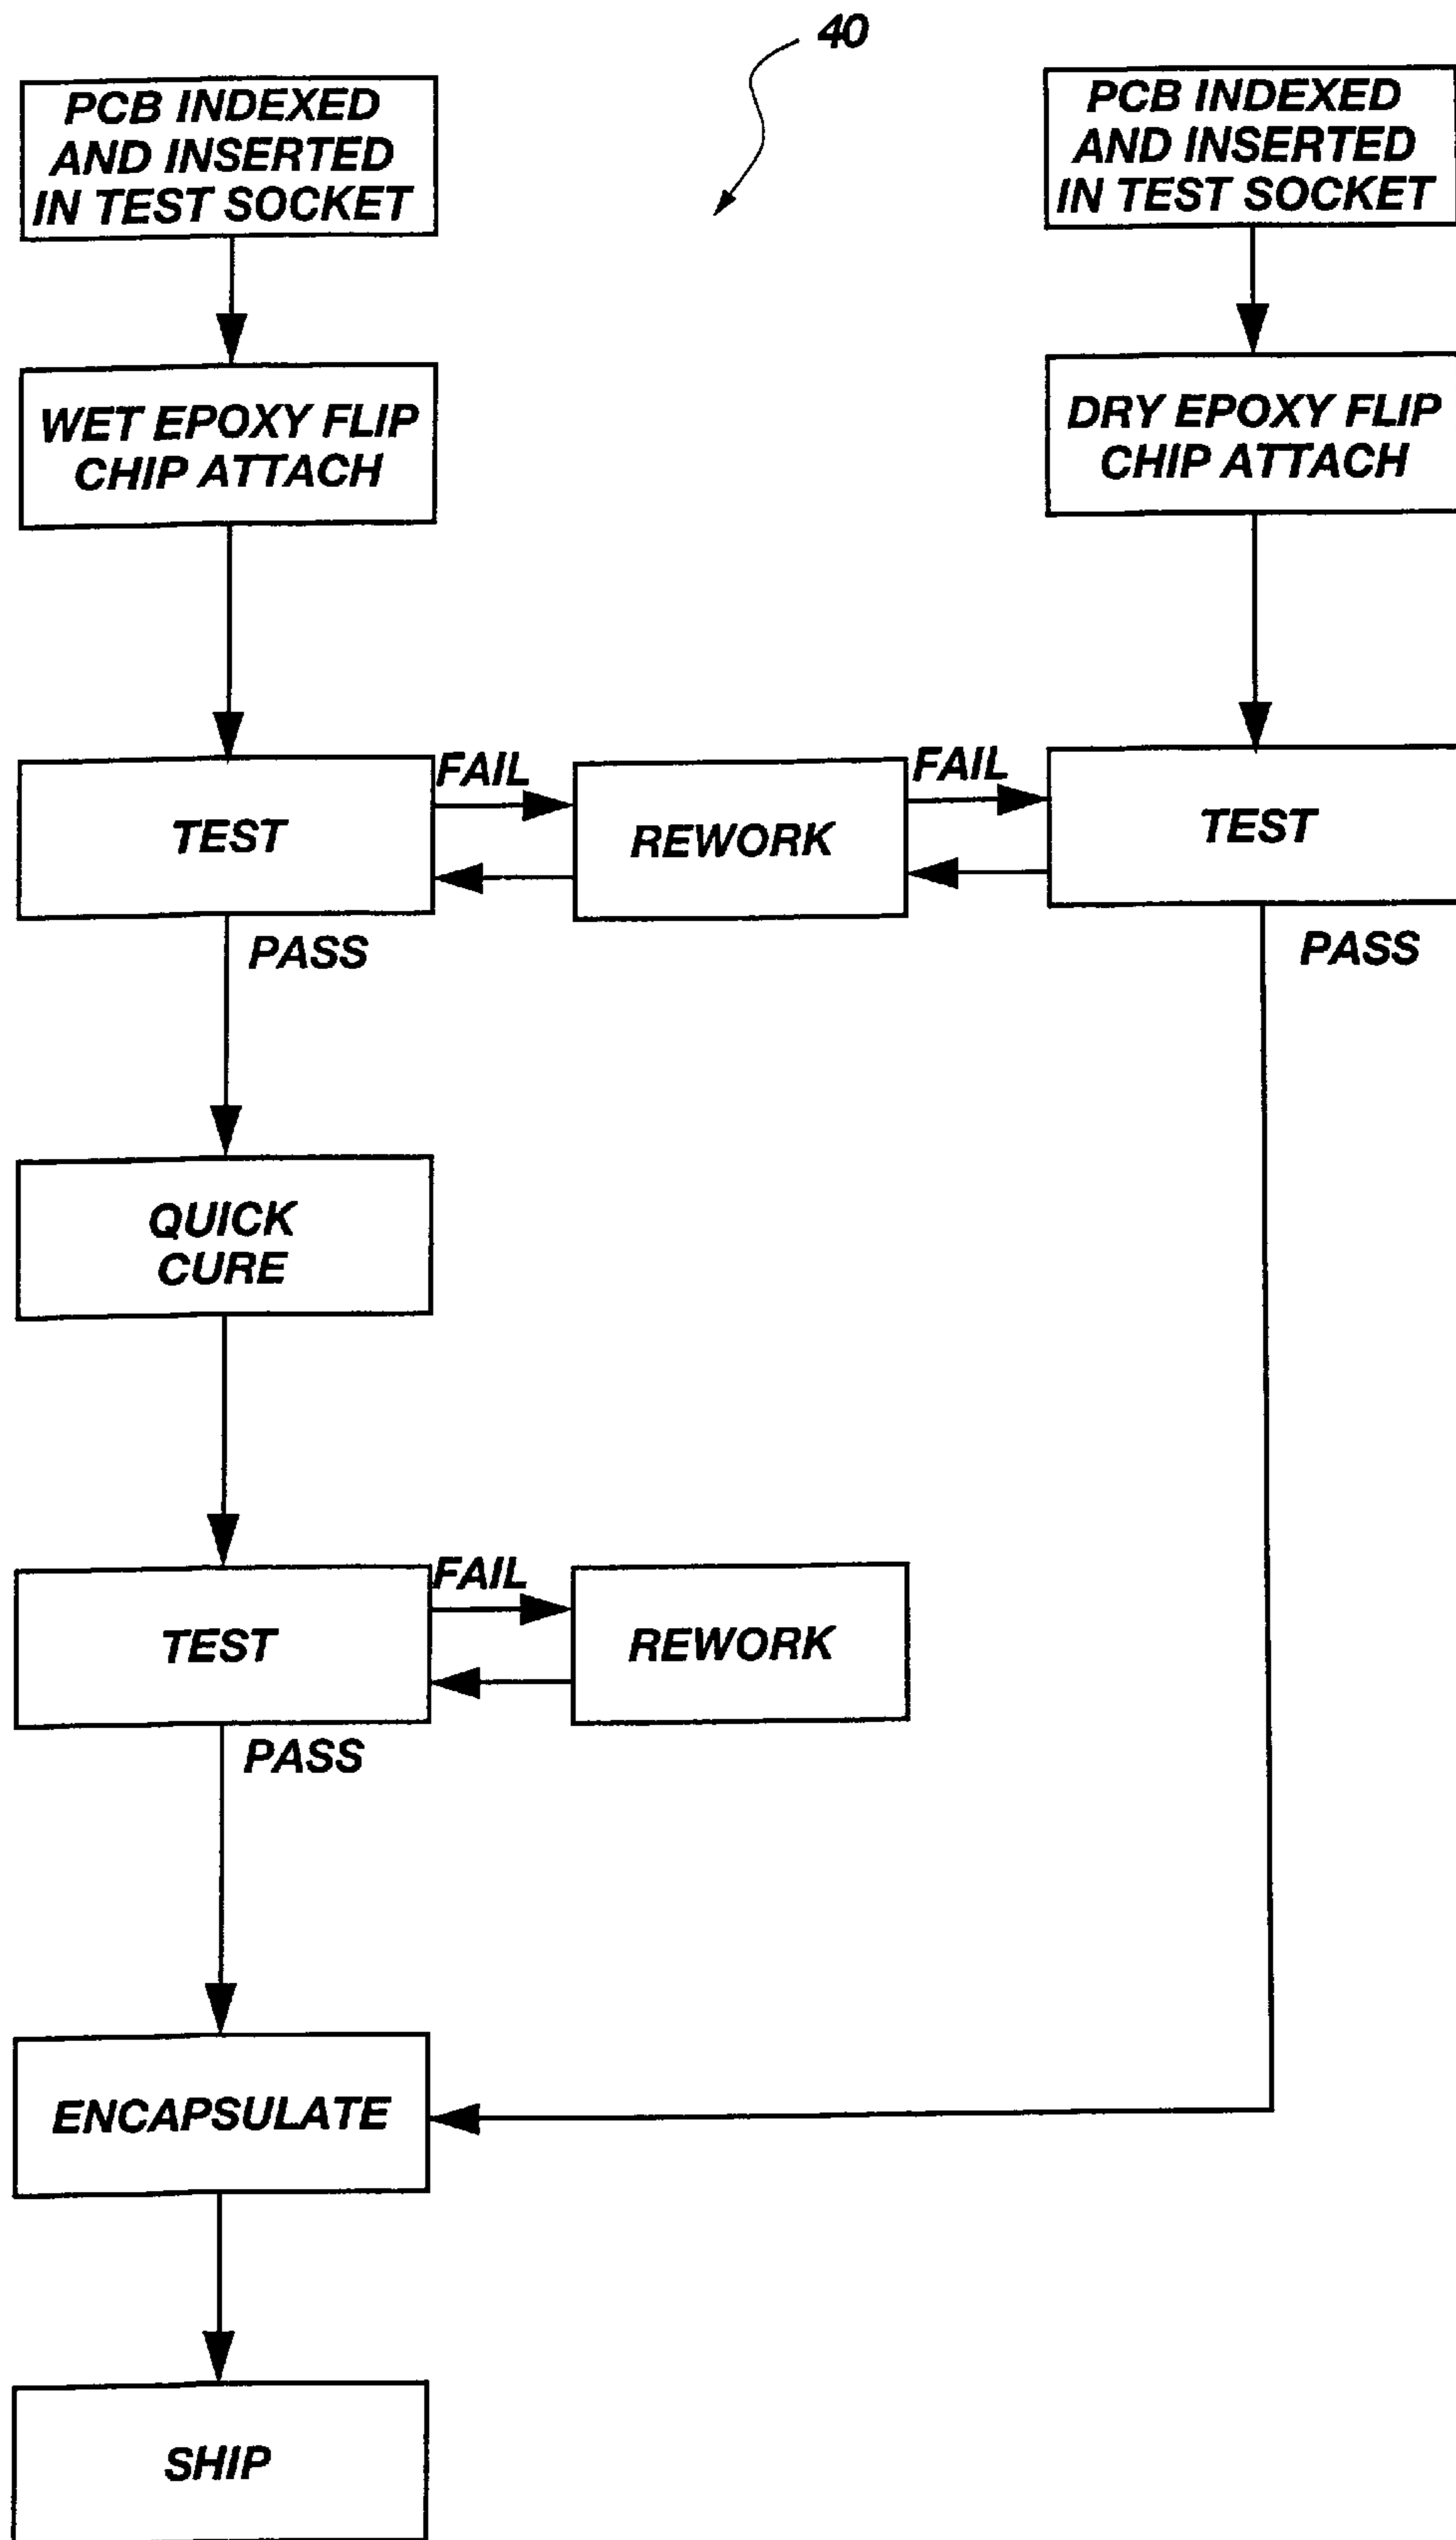 40
PCB INDEXED
AND INSERTED
IN TEST SOCKET
PCB INDEXED
AND INSERTED
IN TEST SOCKET
WET EPOXY FLIP
CHIP ATTACH
DRY EPOXY FLIP
CHIP ATTACH
TEST
FAIL
REWORK
FAIL
TEST
PASS
PASS
QUICK
CURE
TEST
FAIL
REWORK
PASS
ENCAPSULATE
SHIP